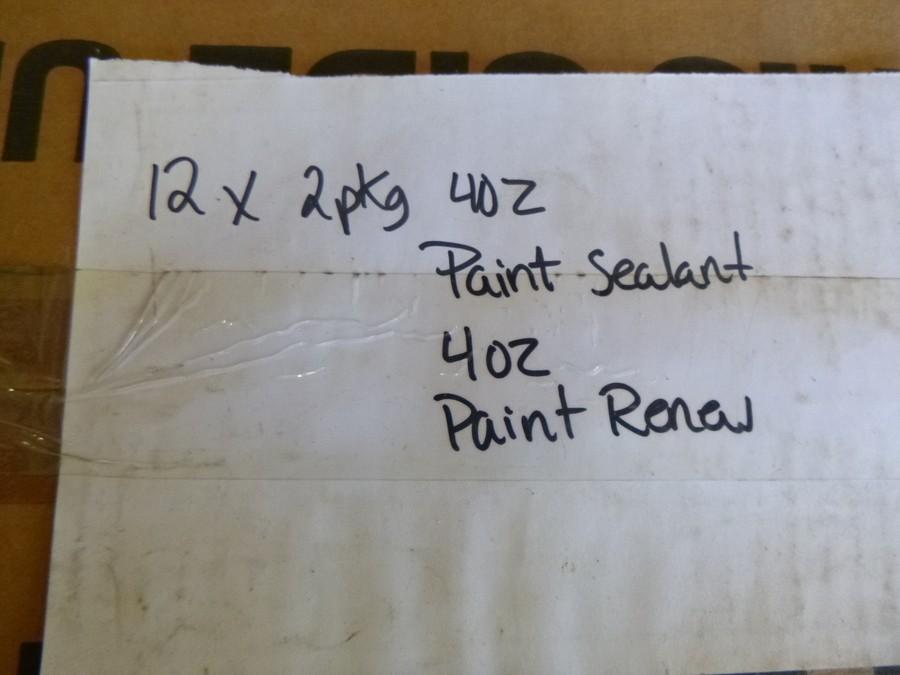 12 x 2pkg 4oz
Paint Sealant
4oz
Paint Renew